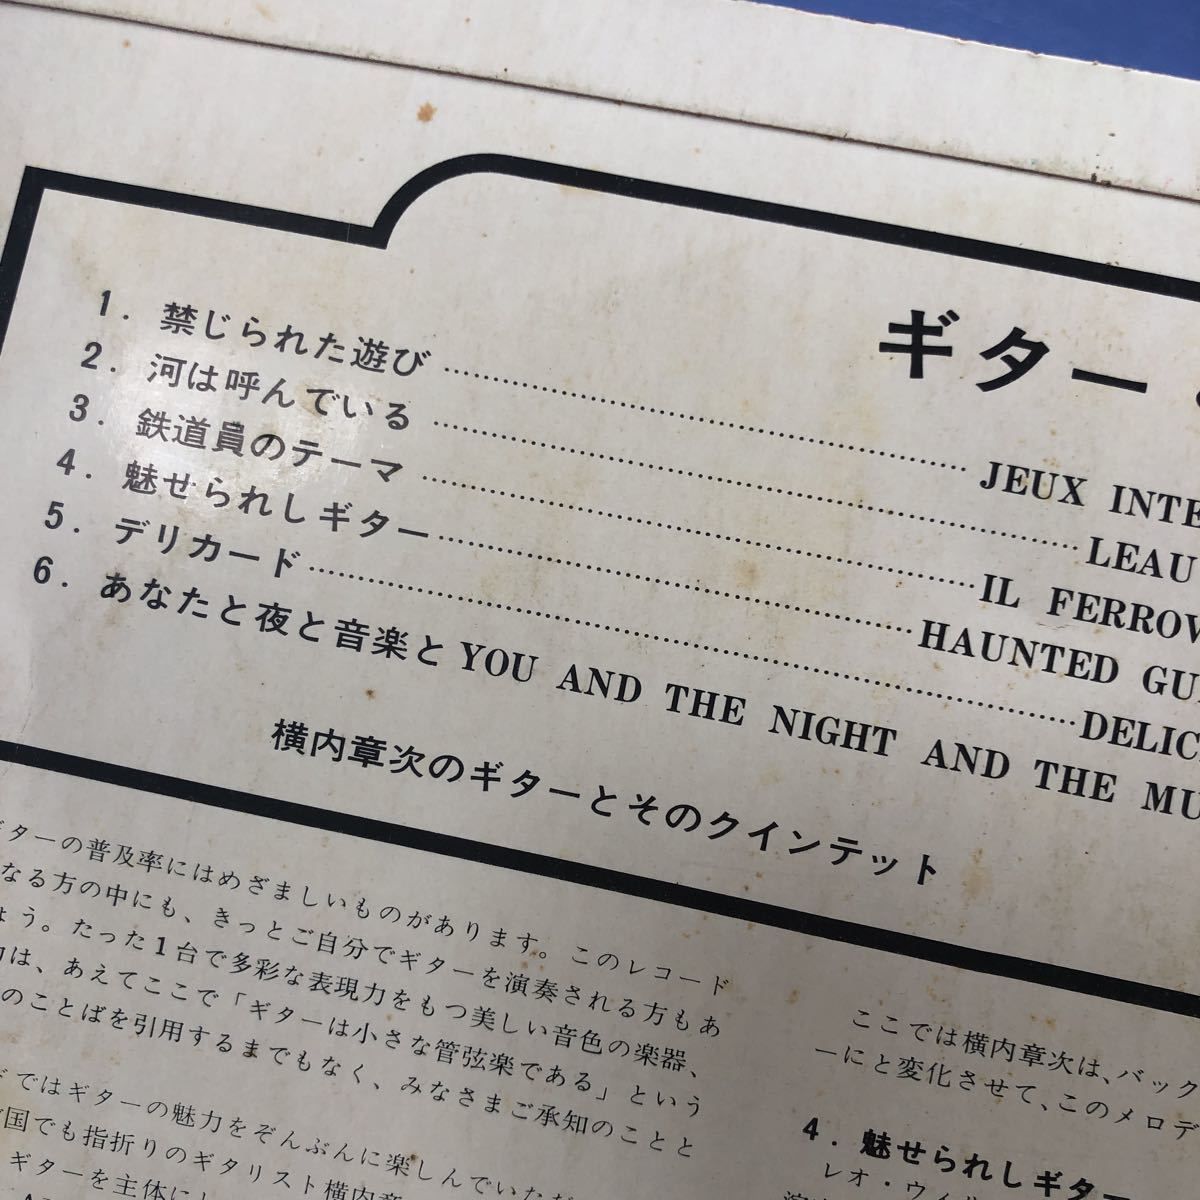 ギター
1. 禁じられた遊び……JEUX INTE
2. 河は呼んでいる……LEAU
3. 鉄道員のテーマ……IL FERROV
4. 魅せられしギター……HAUNTED GU
5. デリカード……DELIC
6. あなたと夜と音楽と YOU AND THE NIGHT AND THE MU
横内章次のギターとそのクインテット
ギターの普及率にはめざましいものがあります。このレコード
なる方の中にも、きっとご自分でギターを演奏される方もあ
ょう。たった1台で多彩な表現力をもつ美しい音色の楽器、
は、あえてここで「ギターは小さな管弦楽である」という
のことばを引用するまでもなく、みなさまご承知のことと
ではギターの魅力をぞんぶんに楽しんでいただ
国でも指折りのギタリスト横内章
ギターを主体にし
ここでは横内章次は、バック
ーにと変化させて、このメロデ
4. 魅せられしギター
レオ・ウイル